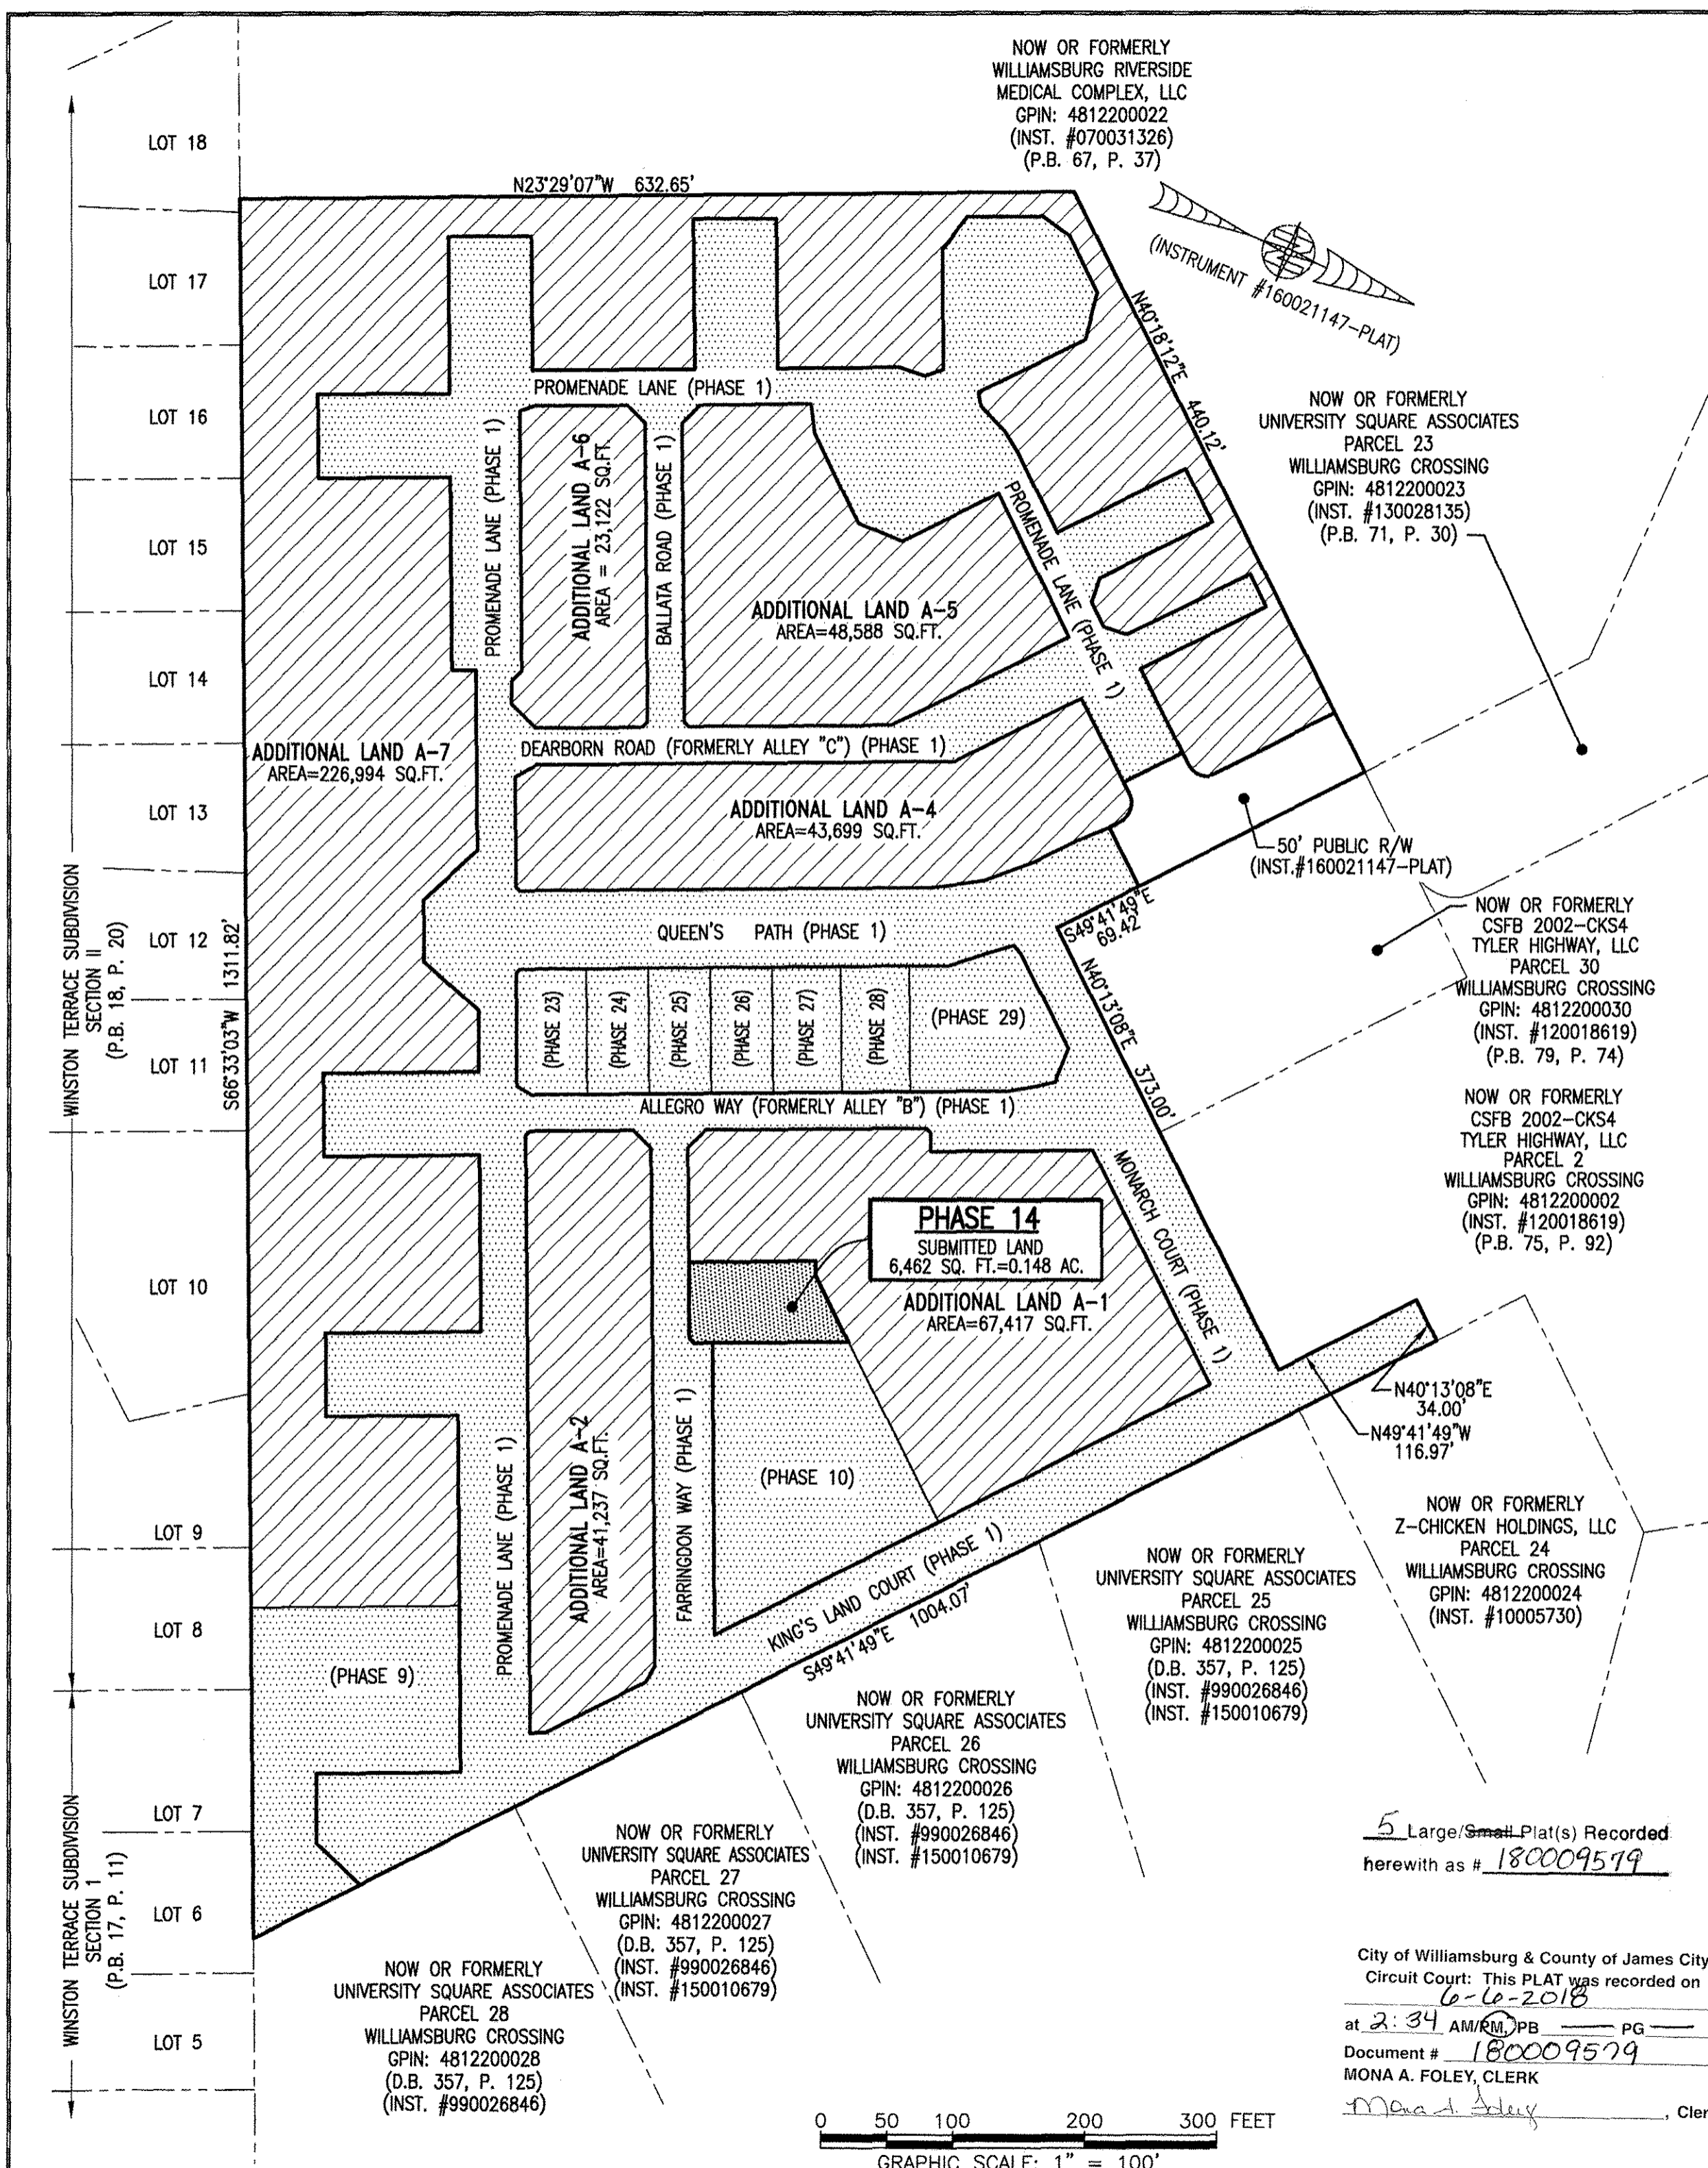 NOW OR FORMERLY
WILLIAMSBURG RIVERSIDE
MEDICAL COMPLEX, LLC
GPIN: 4812200022
(INST. #070031326)
(P.B. 67, P. 37)
LOT 18
N23°29'07"W 632.65'
(INSTRUMENT #160021147-PLAT)
LOT 17
N40°18'12"E 440.12'
NOW OR FORMERLY
UNIVERSITY SQUARE ASSOCIATES
PARCEL 23
WILLIAMSBURG CROSSING
GPIN: 4812200023
(INST. #130028135)
(P.B. 71, P. 30)
PROMENADE LANE (PHASE 1)
LOT 16
PROMENADE LANE (PHASE 1)
ADDITIONAL LAND A-6
AREA = 23,122 SQ.FT.
BALLATA ROAD (PHASE 1)
PROMENADE LANE (PHASE 1)
LOT 15
ADDITIONAL LAND A-5
AREA=48,588 SQ.FT.
LOT 14
DEARBORN ROAD (FORMERLY ALLEY "C") (PHASE 1)
ADDITIONAL LAND A-7
AREA=226,994 SQ.FT.
LOT 13
ADDITIONAL LAND A-4
AREA=43,699 SQ.FT.
50' PUBLIC R/W
(INST.#160021147-PLAT)
WINSTON TERRACE SUBDIVISION
SECTION II
(P.B. 18, P. 20)
S66°33'03"W 1311.82'
LOT 12
QUEEN'S PATH (PHASE 1)
S49°41'49"E
69.42'
NOW OR FORMERLY
CSFB 2002-CKS4
TYLER HIGHWAY, LLC
PARCEL 30
WILLIAMSBURG CROSSING
GPIN: 4812200030
(INST. #120018619)
(P.B. 79, P. 74)
N40°13'08"E 373.00'
LOT 11
(PHASE 23)
(PHASE 24)
(PHASE 25)
(PHASE 26)
(PHASE 27)
(PHASE 28)
(PHASE 29)
ALLEGRO WAY (FORMERLY ALLEY "B") (PHASE 1)
NOW OR FORMERLY
CSFB 2002-CKS4
TYLER HIGHWAY, LLC
PARCEL 2
WILLIAMSBURG CROSSING
GPIN: 4812200002
(INST. #120018619)
(P.B. 75, P. 92)
MONARCH COURT (PHASE 1)
PHASE 14
SUBMITTED LAND
6,462 SQ. FT.=0.148 AC.
LOT 10
ADDITIONAL LAND A-1
AREA=67,417 SQ.FT.
N40°13'08"E
34.00'
N49°41'49"W
116.97'
PROMENADE LANE (PHASE 1)
ADDITIONAL LAND A-2
AREA=41,237 SQ.FT.
FARRINGDON WAY (PHASE 1)
(PHASE 10)
LOT 9
KING'S LAND COURT (PHASE 1)
S49°41'49"E 1004.07'
NOW OR FORMERLY
Z-CHICKEN HOLDINGS, LLC
PARCEL 24
WILLIAMSBURG CROSSING
GPIN: 4812200024
(INST. #10005730)
NOW OR FORMERLY
UNIVERSITY SQUARE ASSOCIATES
PARCEL 25
WILLIAMSBURG CROSSING
GPIN: 4812200025
(D.B. 357, P. 125)
(INST. #990026846)
(INST. #150010679)
LOT 8
(PHASE 9)
NOW OR FORMERLY
UNIVERSITY SQUARE ASSOCIATES
PARCEL 26
WILLIAMSBURG CROSSING
GPIN: 4812200026
(D.B. 357, P. 125)
(INST. #990026846)
(INST. #150010679)
LOT 7
NOW OR FORMERLY
UNIVERSITY SQUARE ASSOCIATES
PARCEL 27
WILLIAMSBURG CROSSING
GPIN: 4812200027
(D.B. 357, P. 125)
(INST. #990026846)
(INST. #150010679)
WINSTON TERRACE SUBDIVISION
SECTION 1
(P.B. 17, P. 11)
LOT 6
NOW OR FORMERLY
UNIVERSITY SQUARE ASSOCIATES
PARCEL 28
WILLIAMSBURG CROSSING
GPIN: 4812200028
(D.B. 357, P. 125)
(INST. #990026846)
LOT 5
5 Large/Small Plat(s) Recorded
herewith as # 180009579
City of Williamsburg & County of James City
Circuit Court: This PLAT was recorded on
6-6-2018
at 2:34 AM/PM, PB — PG —
Document # 180009579
MONA A. FOLEY, CLERK
Mona A. Foley, Cler
0 50 100 200 300 FEET
GRAPHIC SCALE: 1" = 100'